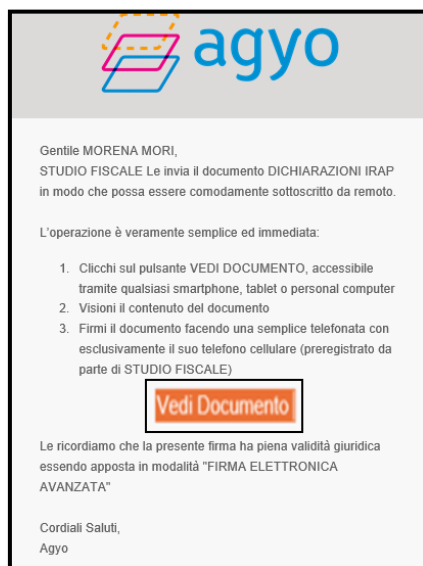 agyo
Gentile MORENA MORI,
STUDIO FISCALE Le invia il documento DICHIARAZIONI IRAP
in modo che possa essere comodamente sottoscritto da remoto.
L'operazione è veramente semplice ed immediata:
1. Clicchi sul pulsante VEDI DOCUMENTO, accessibile
tramite qualsiasi smartphone, tablet o personal computer
2. Visioni il contenuto del documento
3. Firmi il documento facendo una semplice telefonata con
esclusivamente il suo telefono cellulare (preregistrato da
parte di STUDIO FISCALE)
Vedi Documento
Le ricordiamo che la presente firma ha piena validità giuridica
essendo apposta in modalità "FIRMA ELETTRONICA
AVANZATA"
Cordiali Saluti,
Agyo